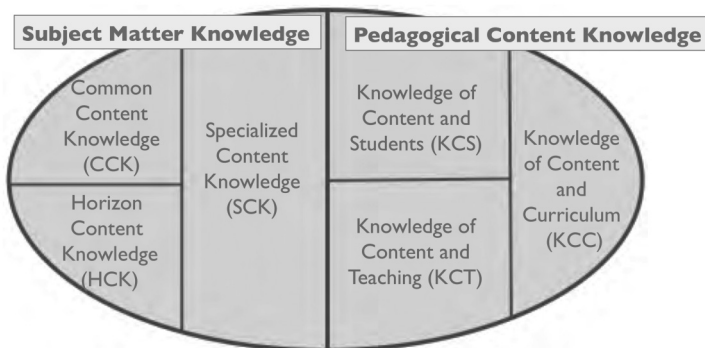 Subject Matter Knowledge
Pedagogical Content Knowledge
Common
Content
Knowledge
(CCK)
Horizon
Content
Knowledge
(HCK)
Specialized
Content
Knowledge
(SCK)
Knowledge of
Content and
Students (KCS)
Knowledge of
Content and
Teaching (KCT)
Knowledge
of Content
and
Curriculum
(KCC)